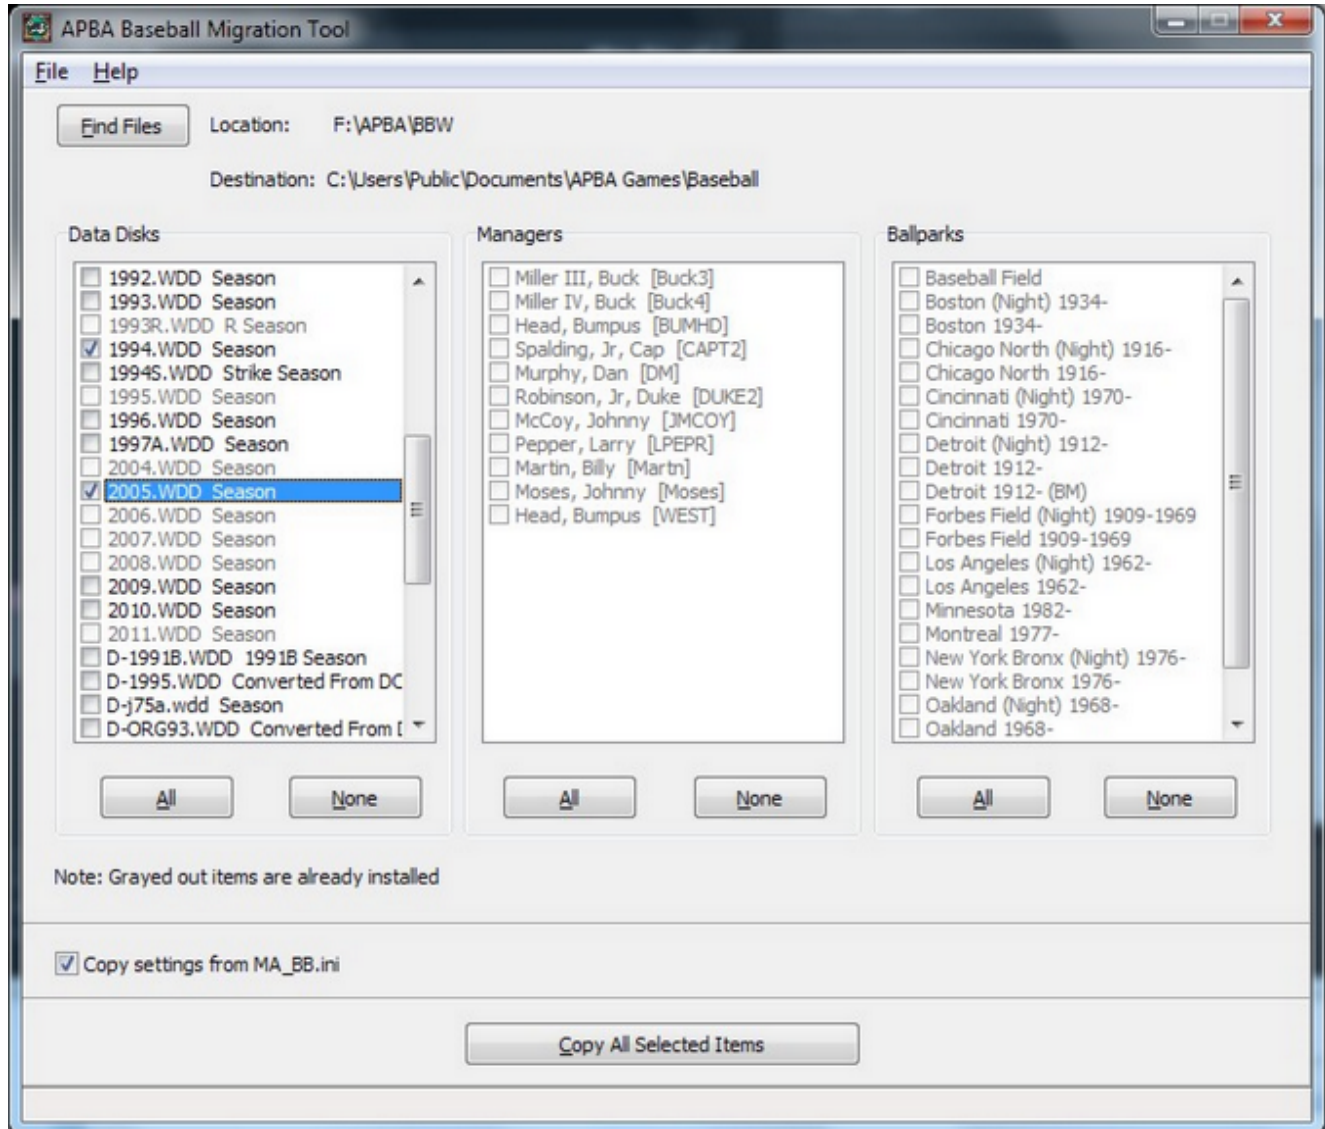 APBA Baseball Migration Tool
File Help
Find Files Location: F:\APBA\BBW
Destination: C:\Users\Public\Documents\APBA Games\Baseball
Data Disks
1992.WDD Season
1993.WDD Season
1993R.WDD R Season
1994.WDD Season
1994S.WDD Strike Season
1995.WDD Season
1996.WDD Season
1997A.WDD Season
2004.WDD Season
2005.WDD Season
2006.WDD Season
2007.WDD Season
2008.WDD Season
2009.WDD Season
2010.WDD Season
2011.WDD Season
D-1991B.WDD 1991B Season
D-1995.WDD Converted From DO
D-j75a.wdd Season
D-ORG93.WDD Converted From D
All None
Managers
Miller III, Buck [Buck3]
Miller IV, Buck [Buck4]
Head, Bumpus [BUMHD]
Spalding, Jr, Cap [CAPT2]
Murphy, Dan [DM]
Robinson, Jr, Duke [DUKE2]
McCoy, Johnny [JMCOY]
Pepper, Larry [LPEPR]
Martin, Billy [Martn]
Moses, Johnny [Moses]
Head, Bumpus [WEST]
All None
Ballparks
Baseball Field
Boston (Night) 1934-
Boston 1934-
Chicago North (Night) 1916-
Chicago North 1916-
Cincinnati (Night) 1970-
Cincinnati 1970-
Detroit (Night) 1912-
Detroit 1912-
Detroit 1912- (BM)
Forbes Field (Night) 1909-1969
Forbes Field 1909-1969
Los Angeles (Night) 1962-
Los Angeles 1962-
Minnesota 1982-
Montreal 1977-
New York Bronx (Night) 1976-
New York Bronx 1976-
Oakland (Night) 1968-
Oakland 1968-
All None
Note: Grayed out items are already installed
Copy settings from MA_BB.ini
Copy All Selected Items